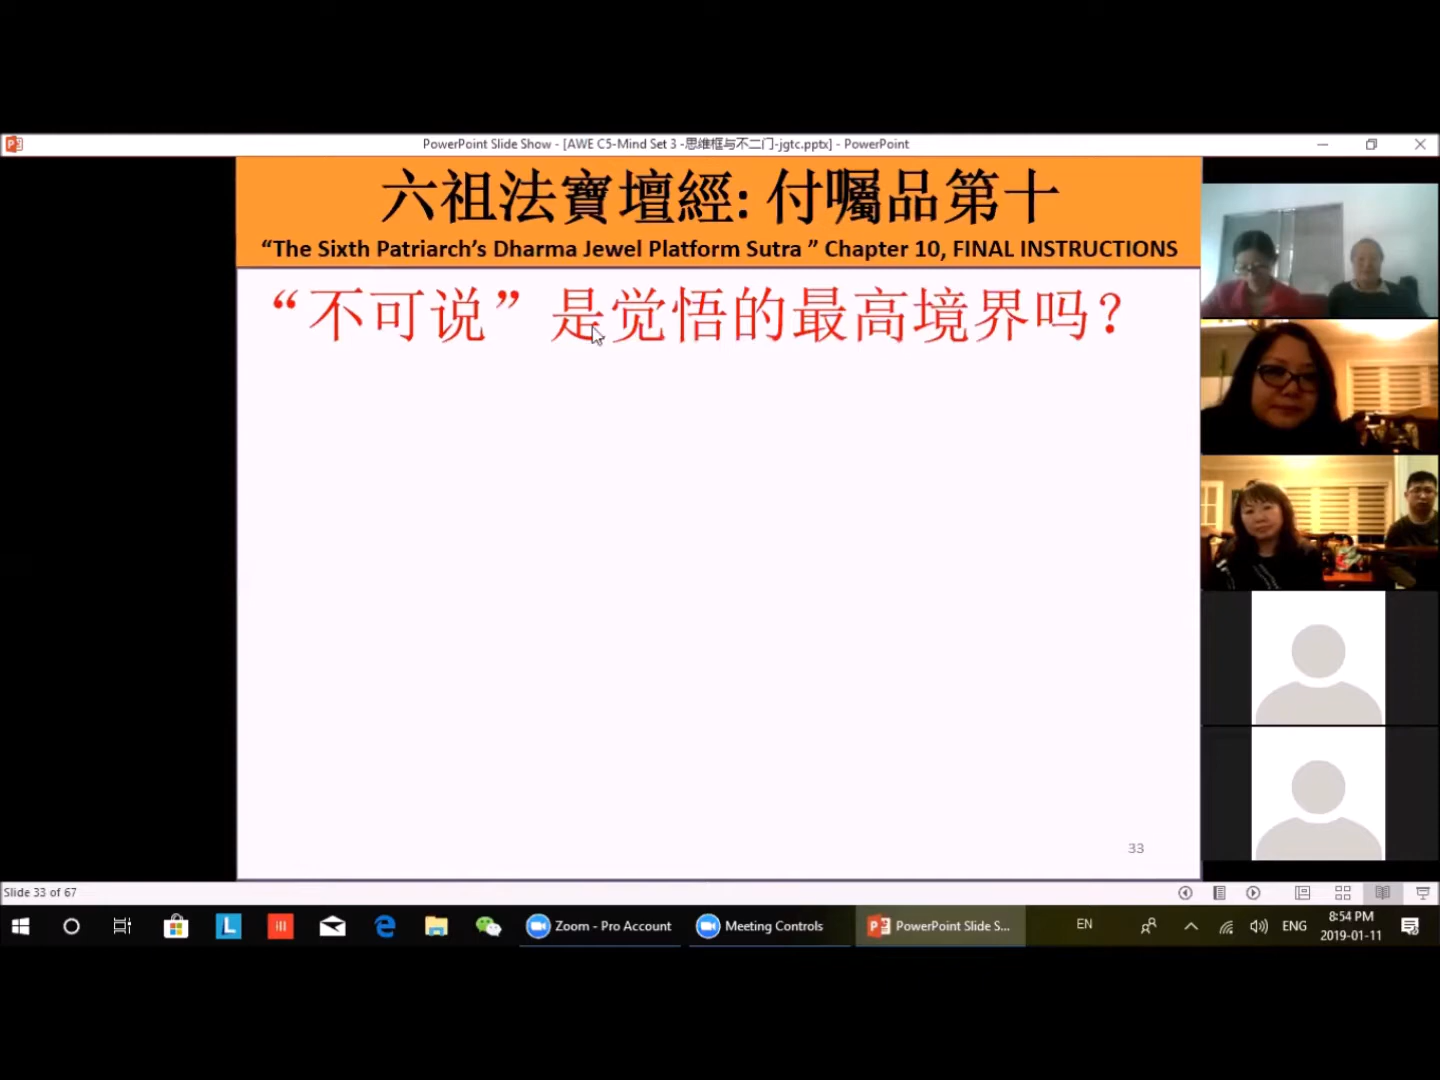 PowerPoint Slide Show - [AWE C5-Mind Set 3 -思维框与不二门-jgtc.pptx] - PowerPoint
六祖法寶壇經: 付囑品第十
“The Sixth Patriarch’s Dharma Jewel Platform Sutra ” Chapter 10, FINAL INSTRUCTIONS
“不可说”是觉悟的最高境界吗?
33
Slide 33 of 67
Zoom - Pro Account
Meeting Controls
PowerPoint Slide S...
EN
ENG
8:54 PM
2019-01-11